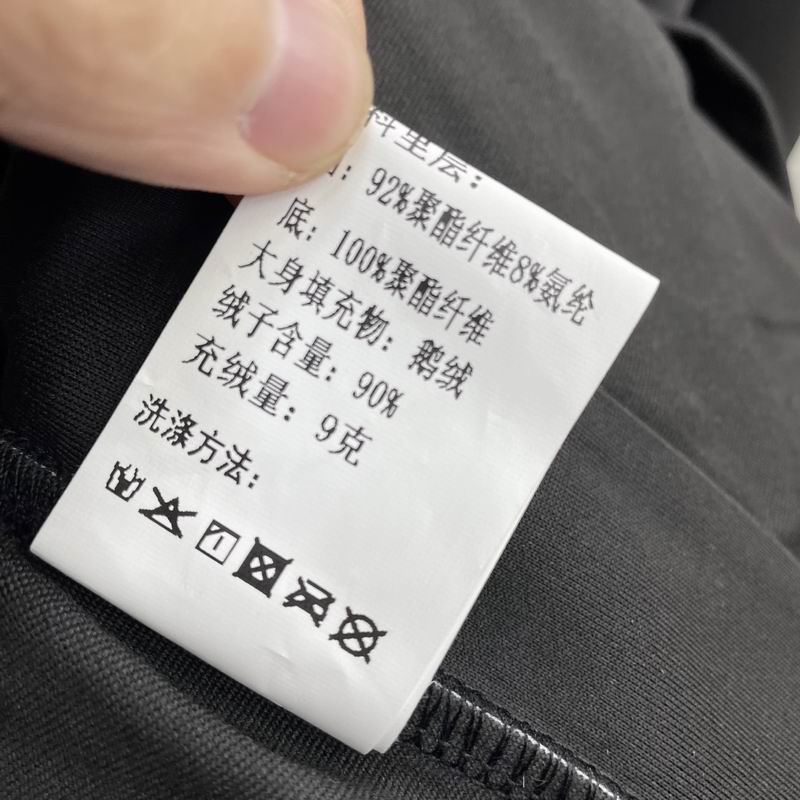 料里层:
: 92%聚酯纤维8%氨纶
底: 100%聚酯纤维
大身填充物: 鹅绒
绒子含量: 90%
充绒量: 9克
洗涤方法: